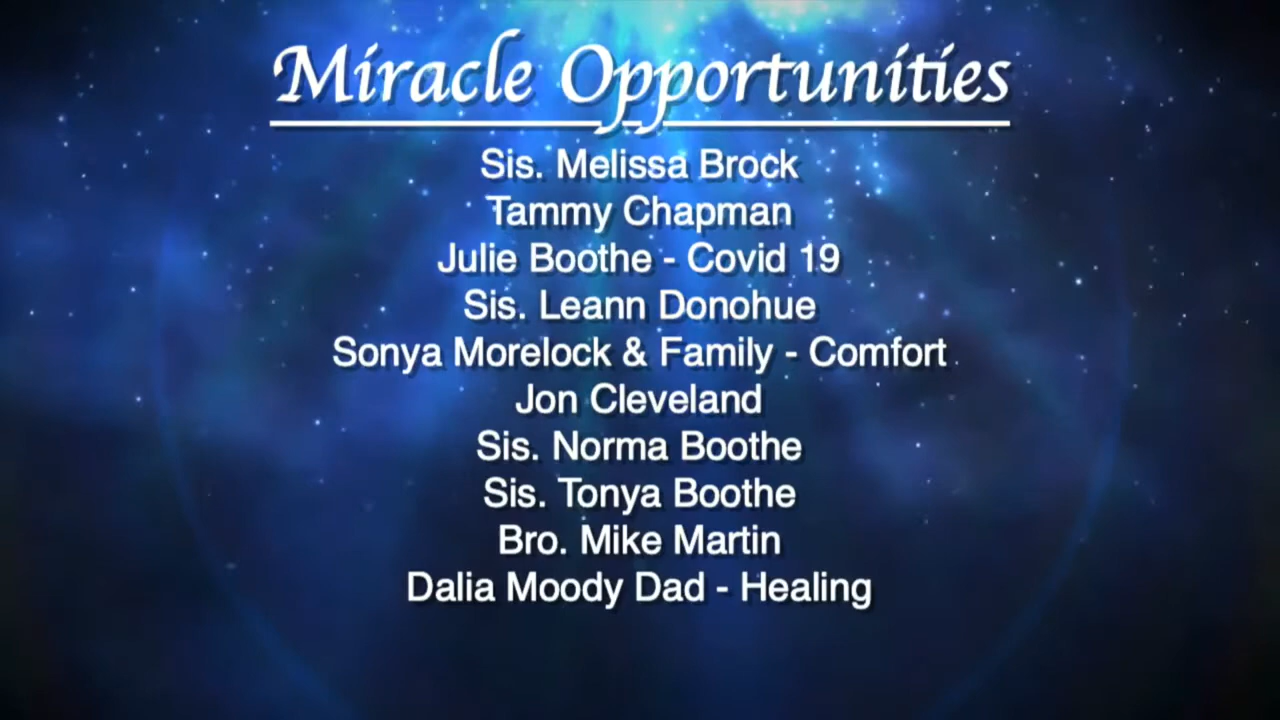 Miracle Opportunities
Sis. Melissa Brock
Tammy Chapman
Julie Boothe - Covid 19
Sis. Leann Donohue
Sonya Morelock & Family - Comfort
Jon Cleveland
Sis. Norma Boothe
Sis. Tonya Boothe
Bro. Mike Martin
Dalia Moody Dad - Healing